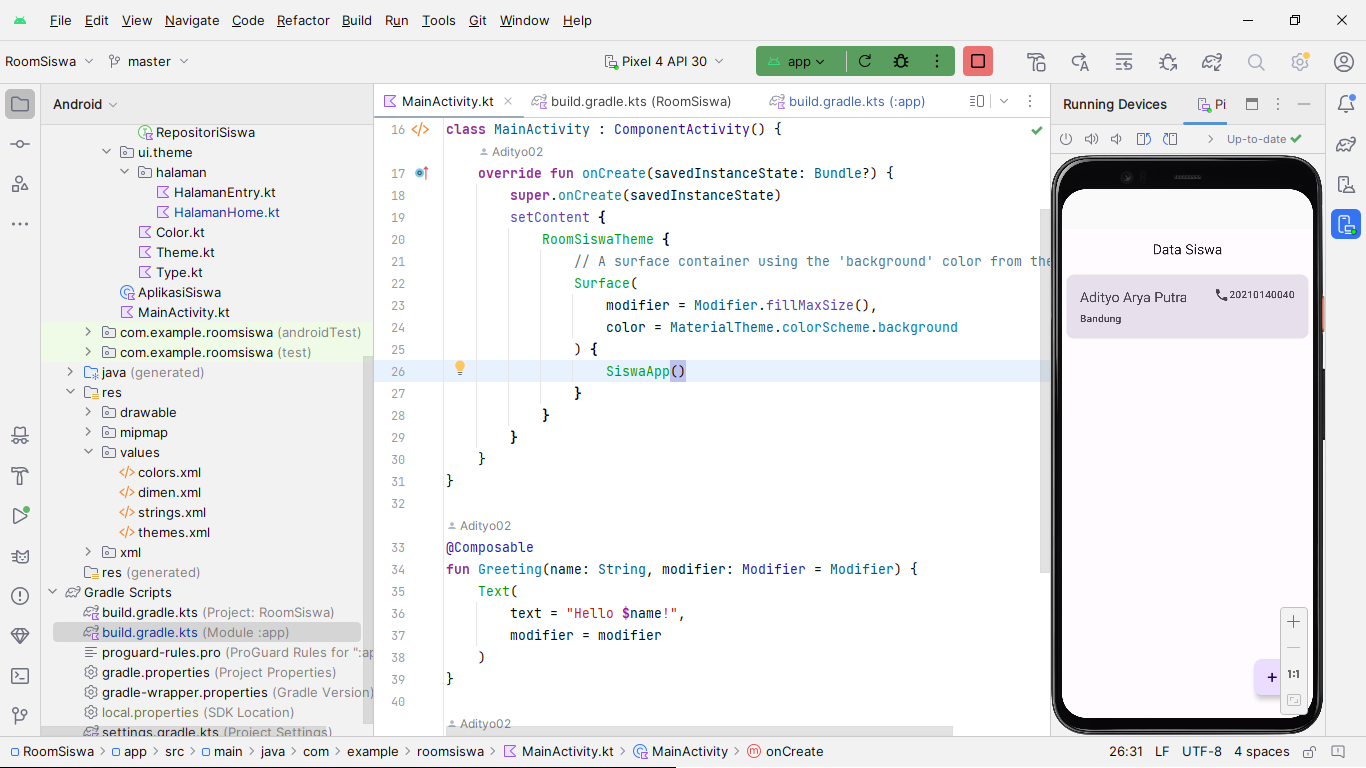 File Edit View Navigate Code Refactor Build Run Tools Git Window Help
RoomSiswa master Pixel 4 API 30 app
Android
RepositoriSiswa
ui.theme
halaman
HalamanEntry.kt
HalamanHome.kt
Color.kt
Theme.kt
Type.kt
AplikasiSiswa
MainActivity.kt
com.example.roomsiswa (androidTest)
com.example.roomsiswa (test)
java (generated)
res
drawable
mipmap
values
colors.xml
dimen.xml
strings.xml
themes.xml
xml
res (generated)
Gradle Scripts
build.gradle.kts (Project: RoomSiswa)
build.gradle.kts (Module :app)
proguard-rules.pro (ProGuard Rules for ":ap
gradle.properties (Project Properties)
gradle-wrapper.properties (Gradle Version)
local.properties (SDK Location)
settings.gradle.kts (Project Settings)
MainActivity.kt build.gradle.kts (RoomSiswa) build.gradle.kts (:app)
16 class MainActivity : ComponentActivity() {
Adityo02
17 override fun onCreate(savedInstanceState: Bundle?) {
18 super.onCreate(savedInstanceState)
19 setContent {
20 RoomSiswaTheme {
21 // A surface container using the 'background' color from the
22 Surface(
23 modifier = Modifier.fillMaxSize(),
24 color = MaterialTheme.colorScheme.background
25 ) {
26 SiswaApp()
27 }
28 }
29 }
30 }
31 }
32
Adityo02
33 @Composable
34 fun Greeting(name: String, modifier: Modifier = Modifier) {
35 Text(
36 text = "Hello $name!",
37 modifier = modifier
38 )
39 }
40
Adityo02
Running Devices Pi
Up-to-date
Data Siswa
Adityo Arya Putra 20210140040
Bandung
+
1:1
RoomSiswa app src main java com example roomsiswa MainActivity.kt MainActivity onCreate 26:31 LF UTF-8 4 spaces